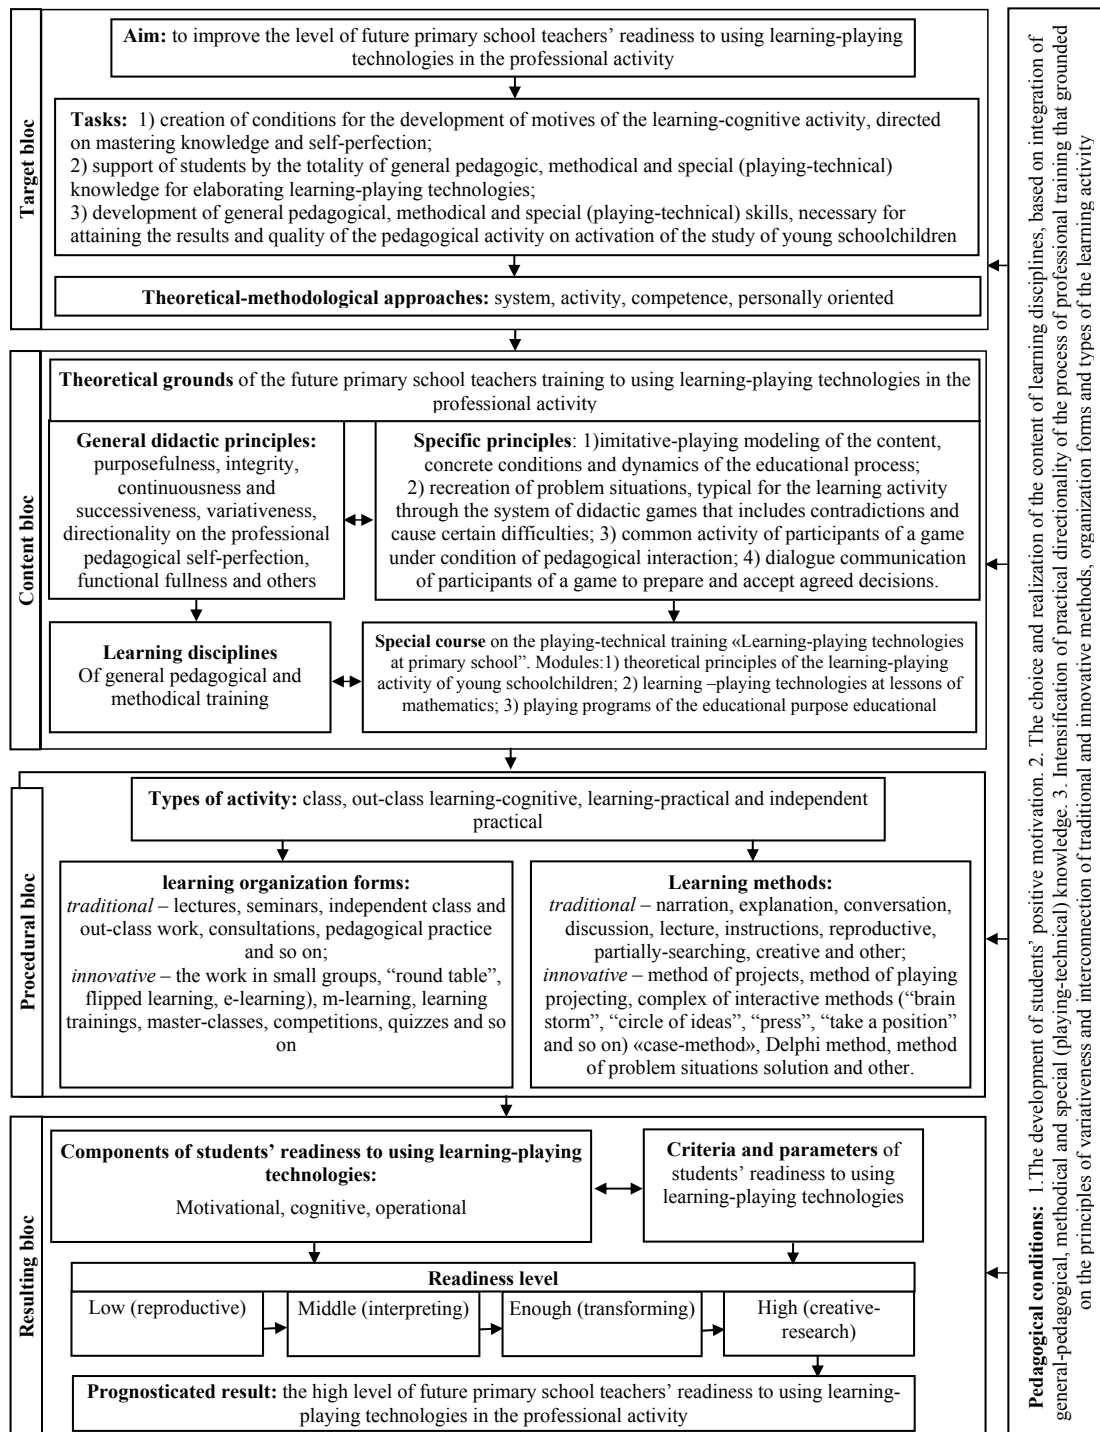 Target bloc
Aim: to improve the level of future primary school teachers’ readiness to using learning-playing
technologies in the professional activity
Tasks: 1) creation of conditions for the development of motives of the learning-cognitive activity, directed
on mastering knowledge and self-perfection;
2) support of students by the totality of general pedagogic, methodical and special (playing-technical)
knowledge for elaborating learning-playing technologies;
3) development of general pedagogical, methodical and special (playing-technical) skills, necessary for
attaining the results and quality of the pedagogical activity on activation of the study of young schoolchildren
Theoretical-methodological approaches: system, activity, competence, personally oriented
Content bloc
Theoretical grounds of the future primary school teachers training to using learning-playing technologies in the
professional activity
General didactic principles:
purposefulness, integrity,
continuousness and
successiveness, variativeness,
directionality on the professional
pedagogical self-perfection,
functional fullness and others
Specific principles: 1)imitative-playing modeling of the content,
concrete conditions and dynamics of the educational process;
2) recreation of problem situations, typical for the learning activity
through the system of didactic games that includes contradictions and
cause certain difficulties; 3) common activity of participants of a game
under condition of pedagogical interaction; 4) dialogue communication
of participants of a game to prepare and accept agreed decisions.
Learning disciplines
Of general pedagogical and
methodical training
Special course on the playing-technical training «Learning-playing technologies
at primary school”. Modules:1) theoretical principles of the learning-playing
activity of young schoolchildren; 2) learning –playing technologies at lessons of
mathematics; 3) playing programs of the educational purpose educational
Procedural bloc
Types of activity: class, out-class learning-cognitive, learning-practical and independent
practical
learning organization forms:
traditional – lectures, seminars, independent class and
out-class work, consultations, pedagogical practice
and so on;
innovative – the work in small groups, “round table”,
flipped learning, e-learning), m-learning, learning
trainings, master-classes, competitions, quizzes and so
on
Learning methods:
traditional – narration, explanation, conversation,
discussion, lecture, instructions, reproductive,
partially-searching, creative and other;
innovative – method of projects, method of playing
projecting, complex of interactive methods (“brain
storm”, “circle of ideas”, “press”, “take a position”
and so on) «case-method», Delphi method, method
of problem situations solution and other.
Resulting bloc
Components of students’ readiness to using learning-playing
technologies:
Motivational, cognitive, operational
Criteria and parameters of
students’ readiness to using
learning-playing technologies
Readiness level
Low (reproductive)
Middle (interpreting)
Enough (transforming)
High (creative-
research)
Prognosticated result: the high level of future primary school teachers’ readiness to using learning-
playing technologies in the professional activity
Pedagogical conditions: 1.The development of students’ positive motivation. 2. The choice and realization of the content of learning disciplines, based on integration of
general-pedagogical, methodical and special (playing-technical) knowledge. 3. Intensification of practical directionality of the process of professional training that grounded
on the principles of variativeness and interconnection of traditional and innovative methods, organization forms and types of the learning activity